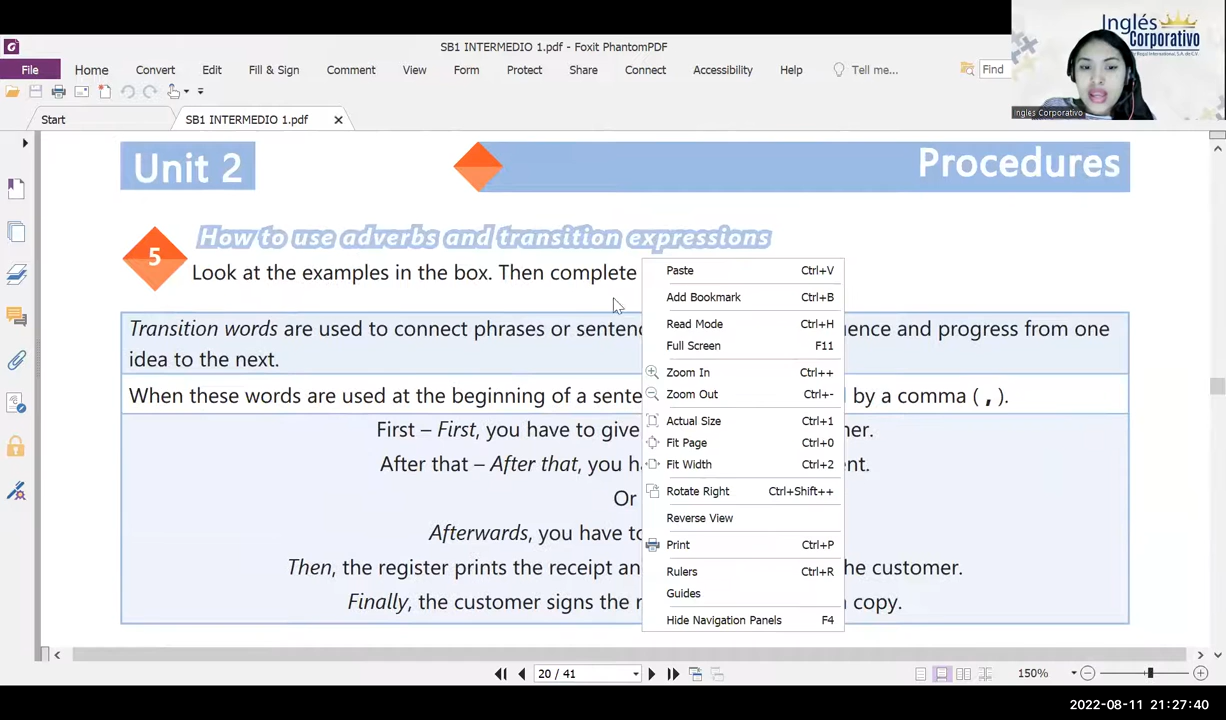 SB1 INTERMEDIO 1.pdf - Foxit PhantomPDF
Inglés
Corporativo
File Home Convert Edit Fill & Sign Comment View Form Protect Share Connect Accessibility Help Tell me... Find
Inglés Corporativo
Start SB1 INTERMEDIO 1.pdf
Unit 2 Procedures
How to use adverbs and transition expressions
5
Look at the examples in the box. Then complete
Transition words are used to connect phrases or sentenc uence and progress from one
idea to the next.
When these words are used at the beginning of a sente by a comma ( , ).
First – First, you have to give
After that – After that, you h
Or
Afterwards, you have to
Then, the register prints the receipt an he customer.
Finally, the customer signs the copy.
Paste Ctrl+V
Add Bookmark Ctrl+B
Read Mode Ctrl+H
Full Screen F11
Zoom In Ctrl++
Zoom Out Ctrl+-
Actual Size Ctrl+1
Fit Page Ctrl+0
Fit Width Ctrl+2
Rotate Right Ctrl+Shift++
Reverse View
Print Ctrl+P
Rulers Ctrl+R
Guides
Hide Navigation Panels F4
20 / 41
150%
2022-08-11 21:27:40